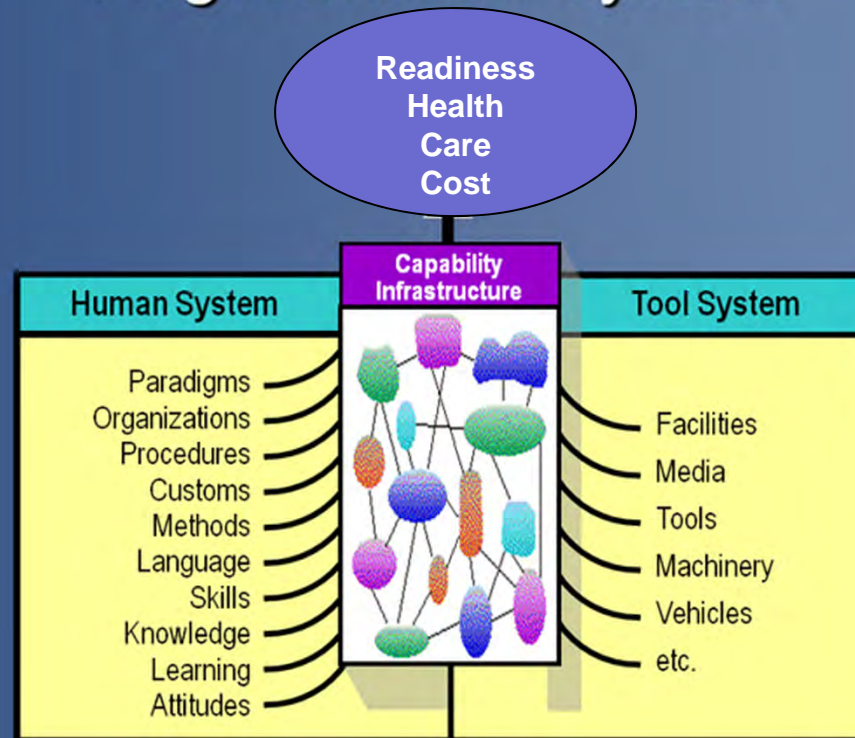 Readiness
Health
Care
Cost
Capability
Infrastructure
Human System
Tool System
Paradigms
Organizations
Procedures
Customs
Methods
Language
Skills
Knowledge
Learning
Attitudes
Facilities
Media
Tools
Machinery
Vehicles
etc.